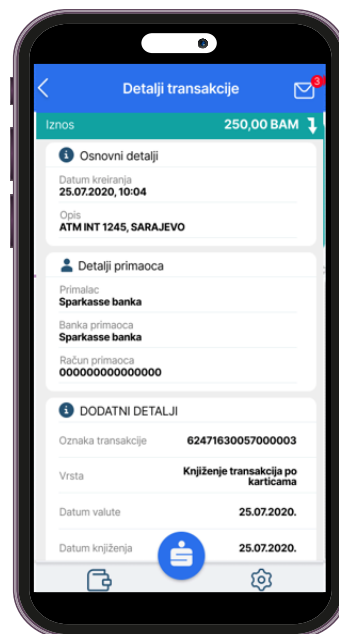 Detalji transakcije
3
Iznos 250,00 BAM
Osnovni detalji
Datum kreiranja
25.07.2020, 10:04
Opis
ATM INT 1245, SARAJEVO
Detalji primaoca
Primalac
Sparkasse banka
Banka primaoca
Sparkasse banka
Račun primaoca
000000000000000
DODATNI DETALJI
Oznaka transakcije 62471630057000003
Vrsta Knjiženje transakcija po
karticama
Datum valute 25.07.2020.
Datum knjiženja 25.07.2020.